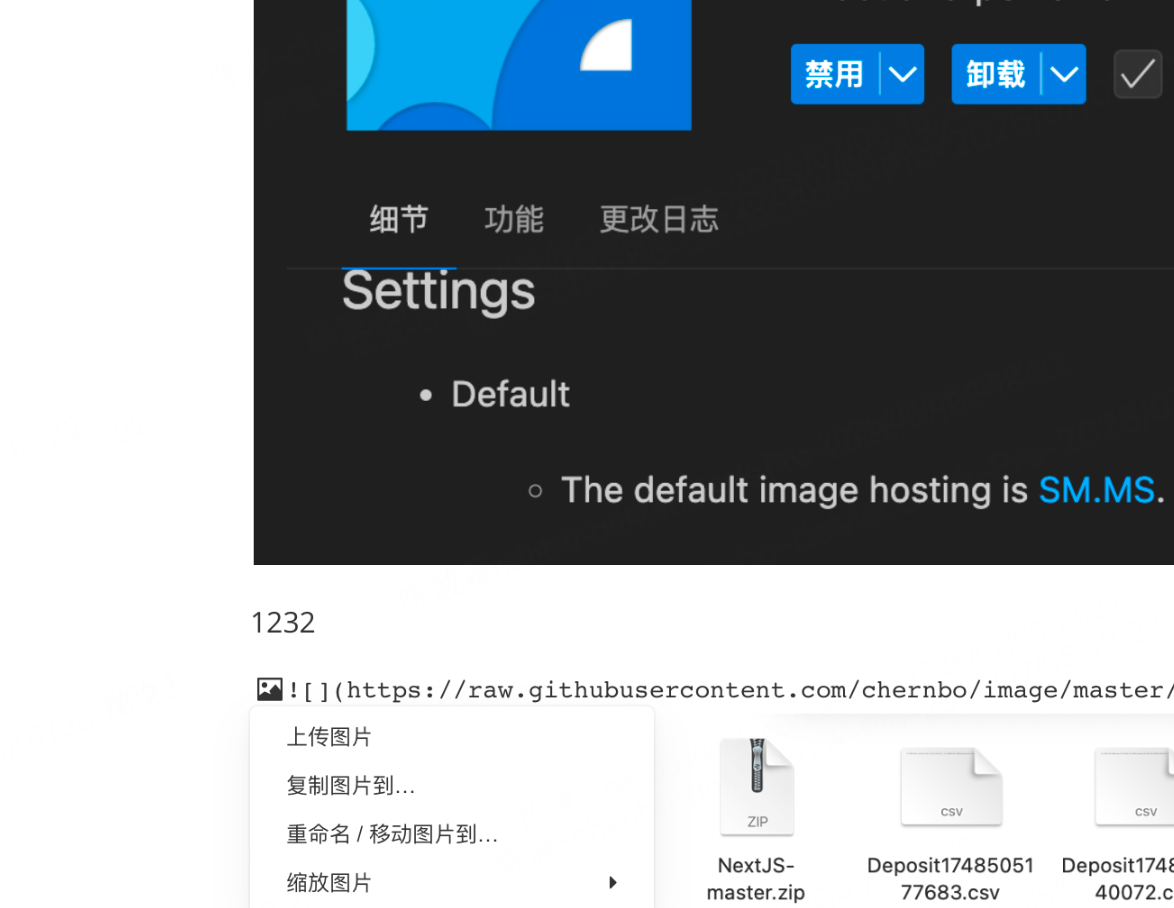 禁用
卸载
细节 功能 更改日志
Settings
Default
The default image hosting is SM.MS.
1232
![](https://raw.githubusercontent.com/chernbo/image/master/
上传图片
复制图片到...
重命名 / 移动图片到...
缩放图片
ZIP
NextJS-
master.zip
CSV
Deposit17485051
77683.csv
CSV
Deposit1748
40072.c